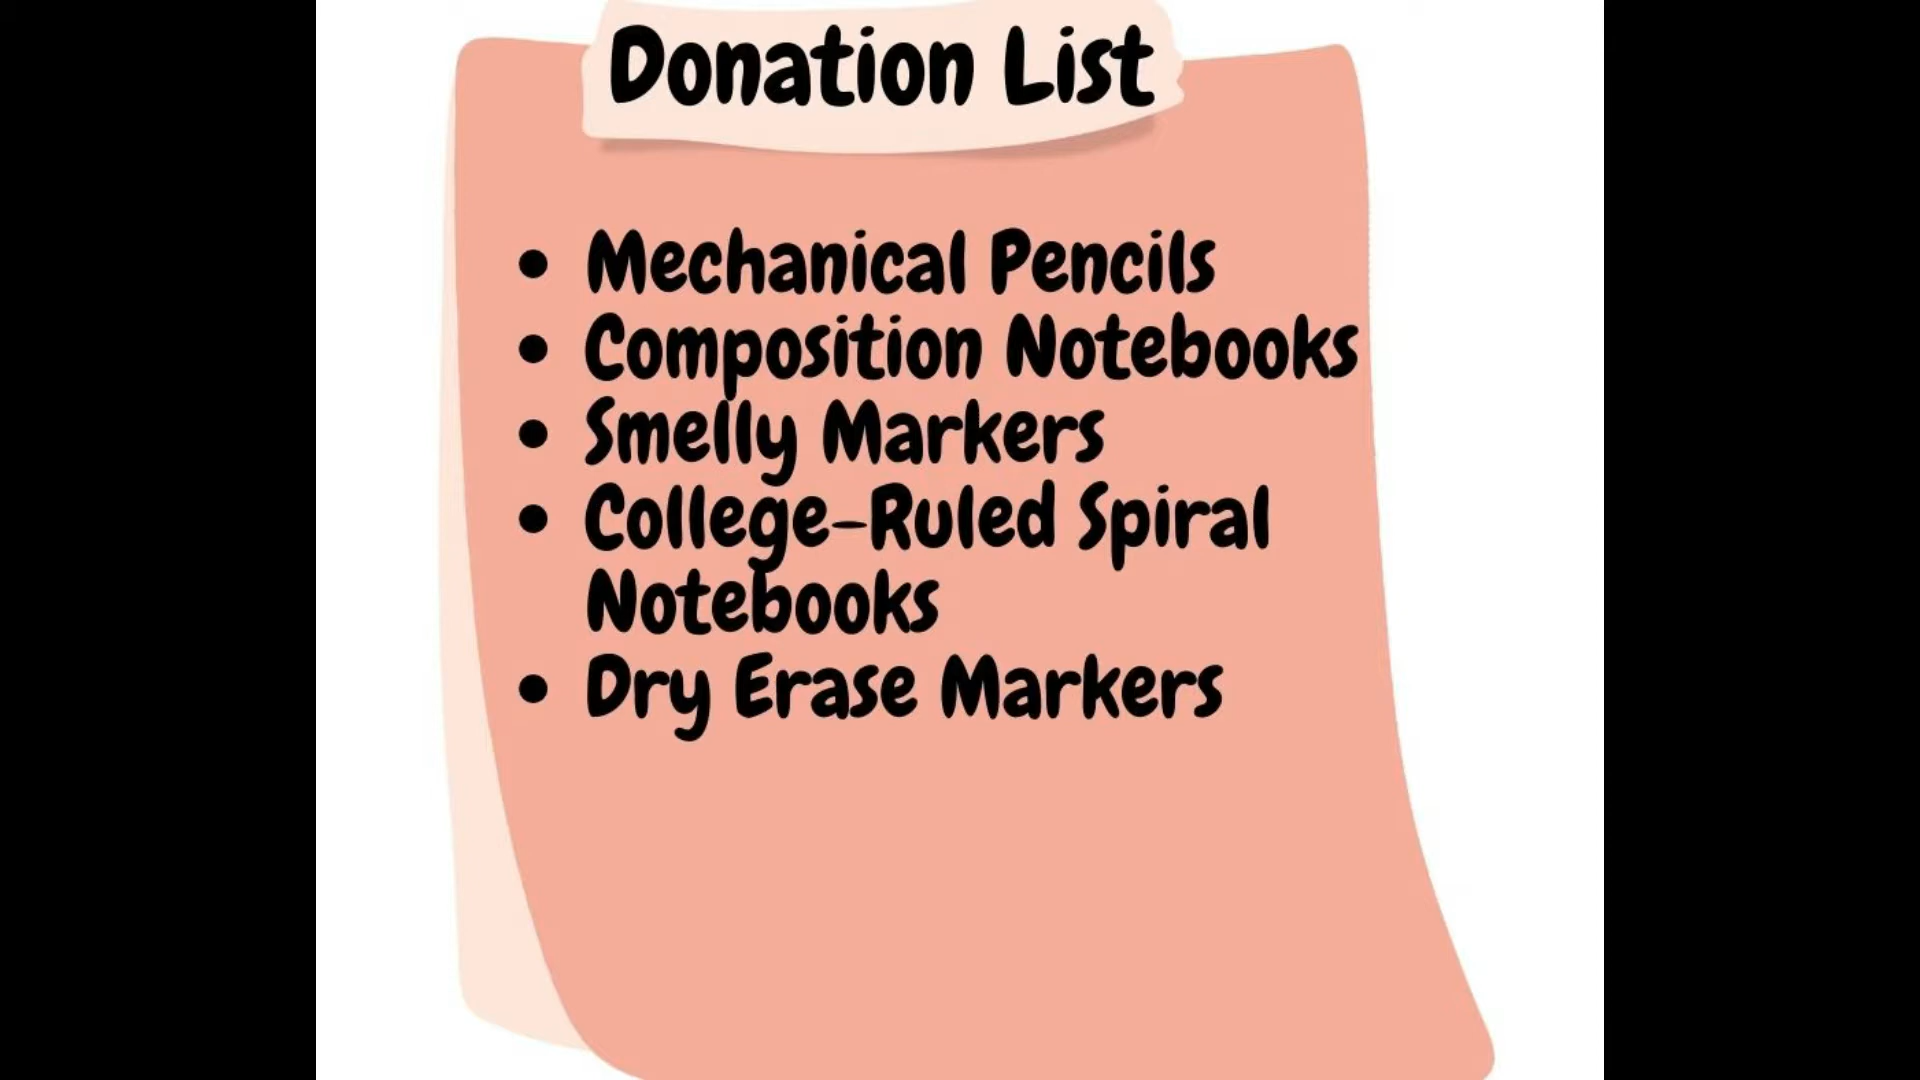 Donation List
• Mechanical Pencils
• Composition Notebooks
• Smelly Markers
• College-Ruled Spiral
Notebooks
• Dry Erase Markers